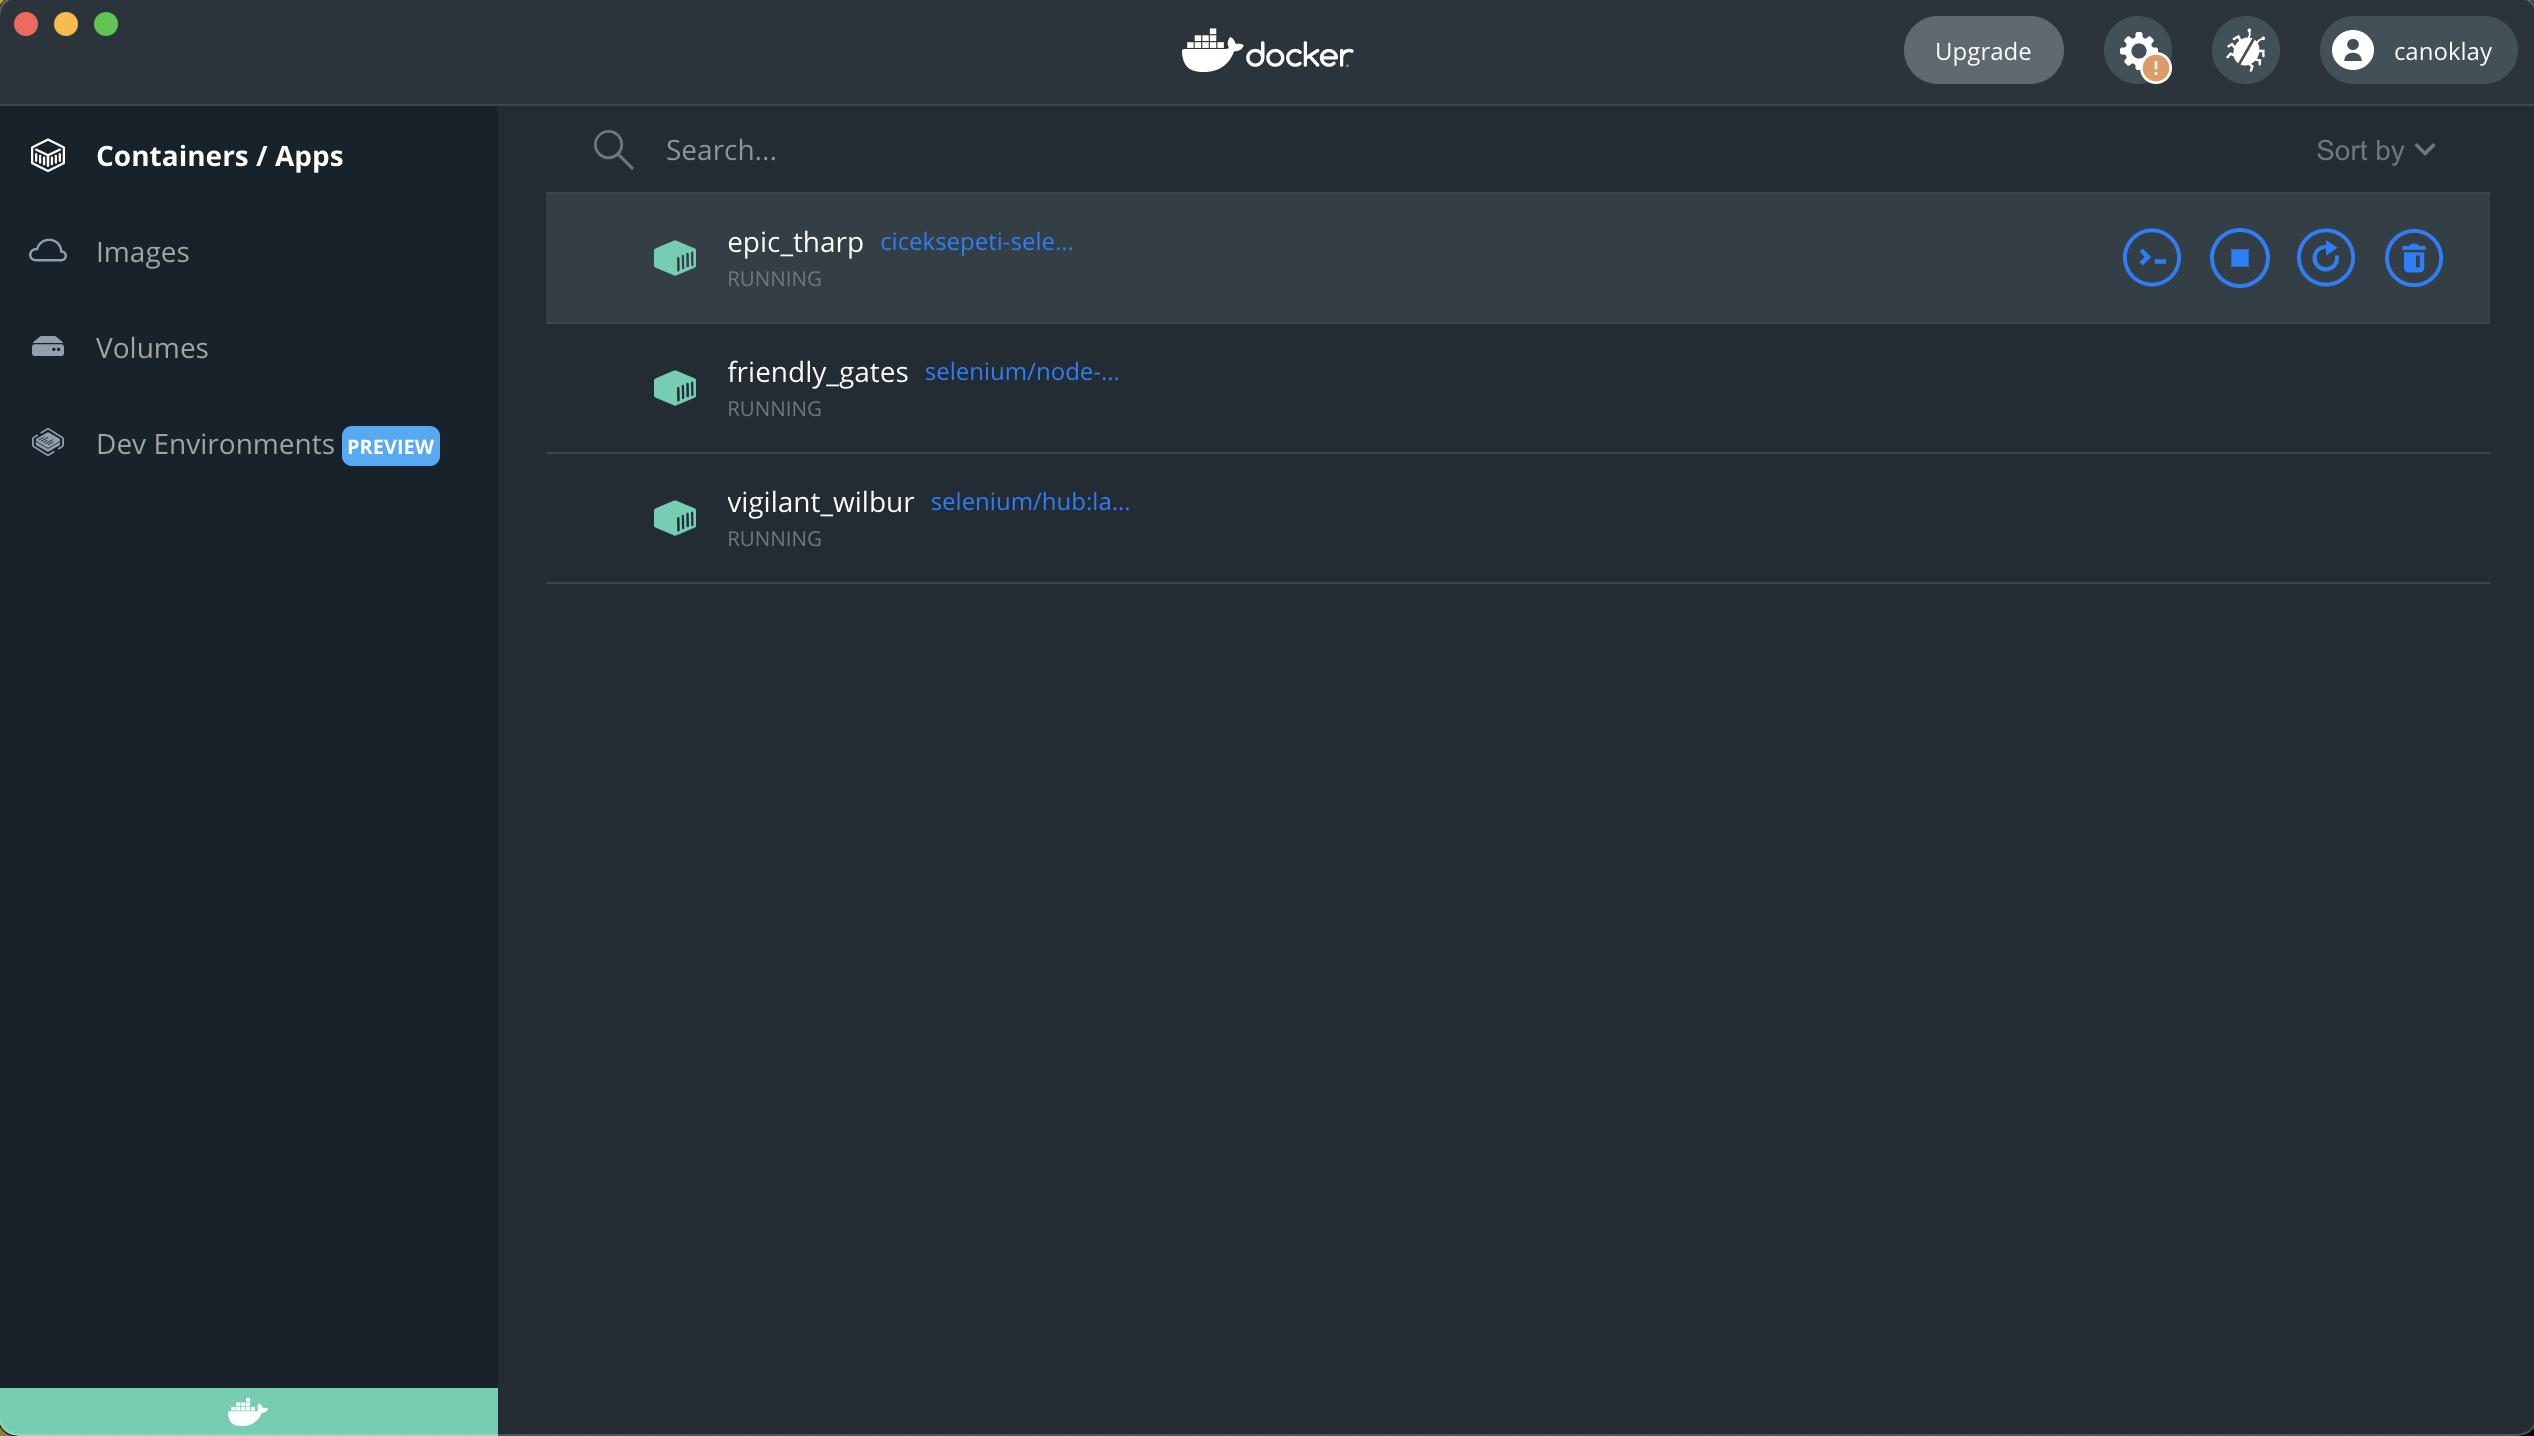 docker
Upgrade
canoklay
Containers / Apps
Images
Volumes
Dev Environments PREVIEW
Search...
Sort by
epic_tharp ciceksepeti-sele...
RUNNING
friendly_gates selenium/node-...
RUNNING
vigilant_wilbur selenium/hub:la...
RUNNING